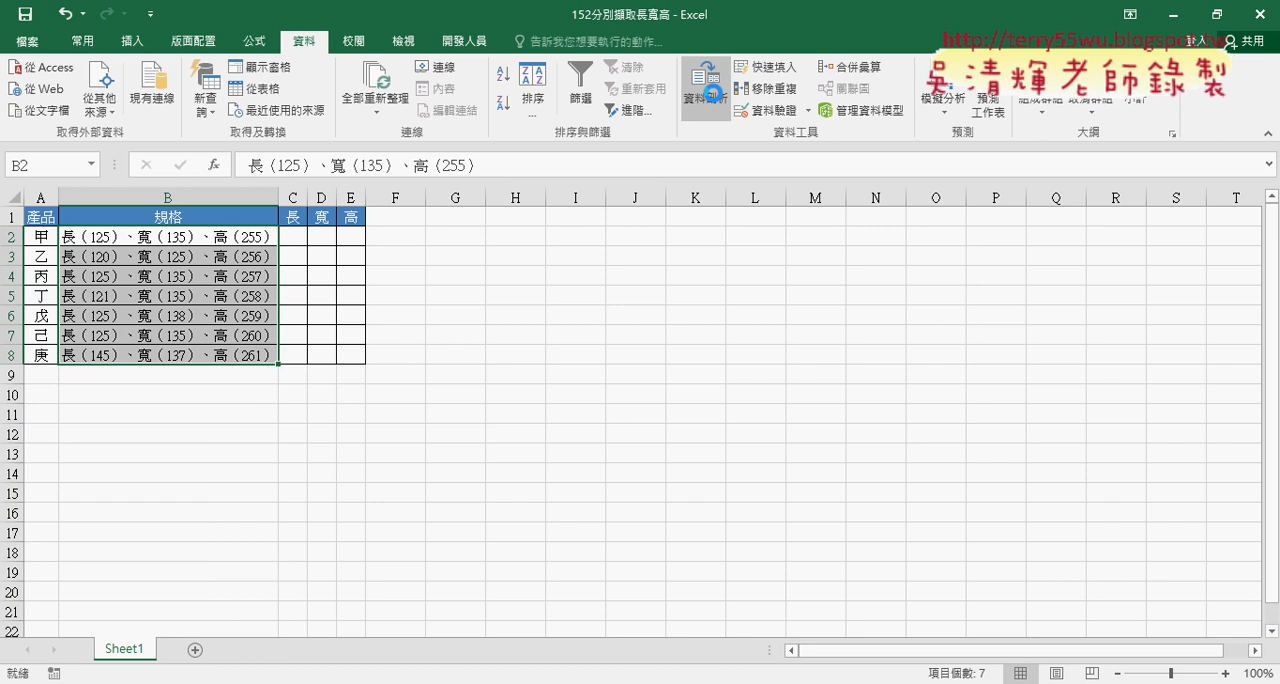 152分別擷取長寬高 - Excel
檔案 常用 插入 版面配置 公式 資料 校閱 檢視 開發人員 告訴我您想要執行的動作... 登入 共用
http://terry55wu.blogspot.tw
吳清輝老師錄製
從 Access 從 Web 從文字檔 從其他來源 現有連線
取得外部資料
新查詢 顯示窗格 從表格 最近使用的來源
取得及轉換
全部重新整理 連線 內容 編輯連結
連線
排序... 篩選 清除 重新套用 進階...
排序與篩選
資料剖析 快速填入 移除重複 資料驗證 合併彙算 關聯圖 管理資料模型
資料工具
模擬分析 預測工作表
預測
大綱
B2 fx 長（125）、寬（135）、高（255）
A B C D E F G H I J K L M N O P Q R S T
1 產品 規格 長 寬 高
2 甲 長（125）、寬（135）、高（255）
3 乙 長（120）、寬（125）、高（256）
4 丙 長（125）、寬（135）、高（257）
5 丁 長（121）、寬（135）、高（258）
6 戊 長（125）、寬（138）、高（259）
7 己 長（125）、寬（135）、高（260）
8 庚 長（145）、寬（137）、高（261）
9
10
11
12
13
14
15
16
17
18
19
20
21
22
Sheet1
就緒 項目個數: 7 100%